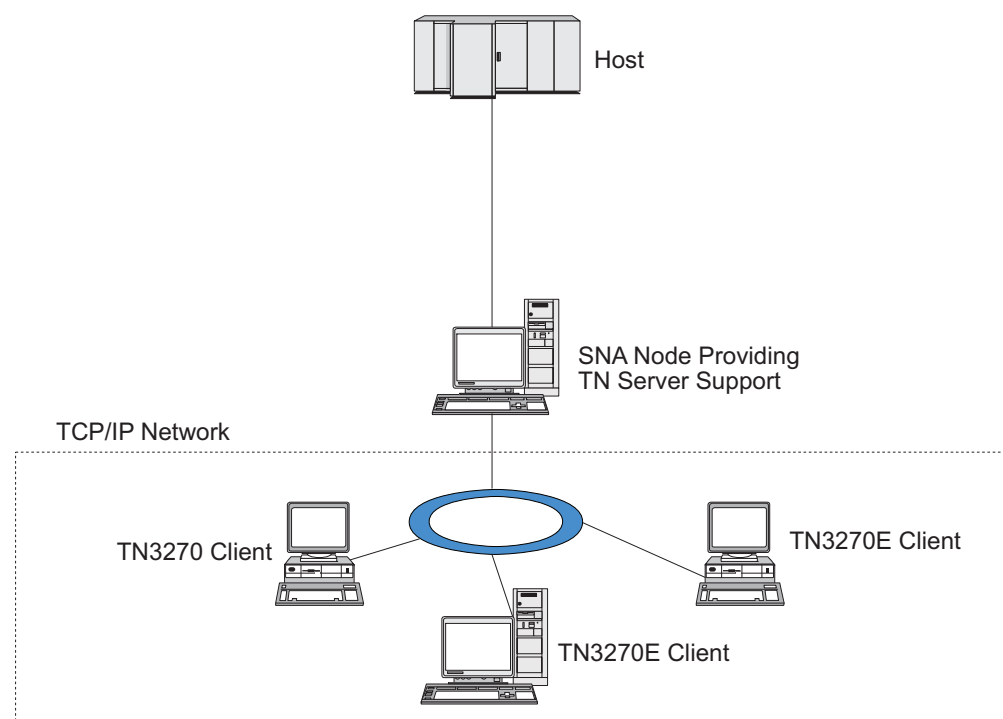 Host
SNA Node Providing
TN Server Support
TCP/IP Network
TN3270 Client
TN3270E Client
TN3270E Client